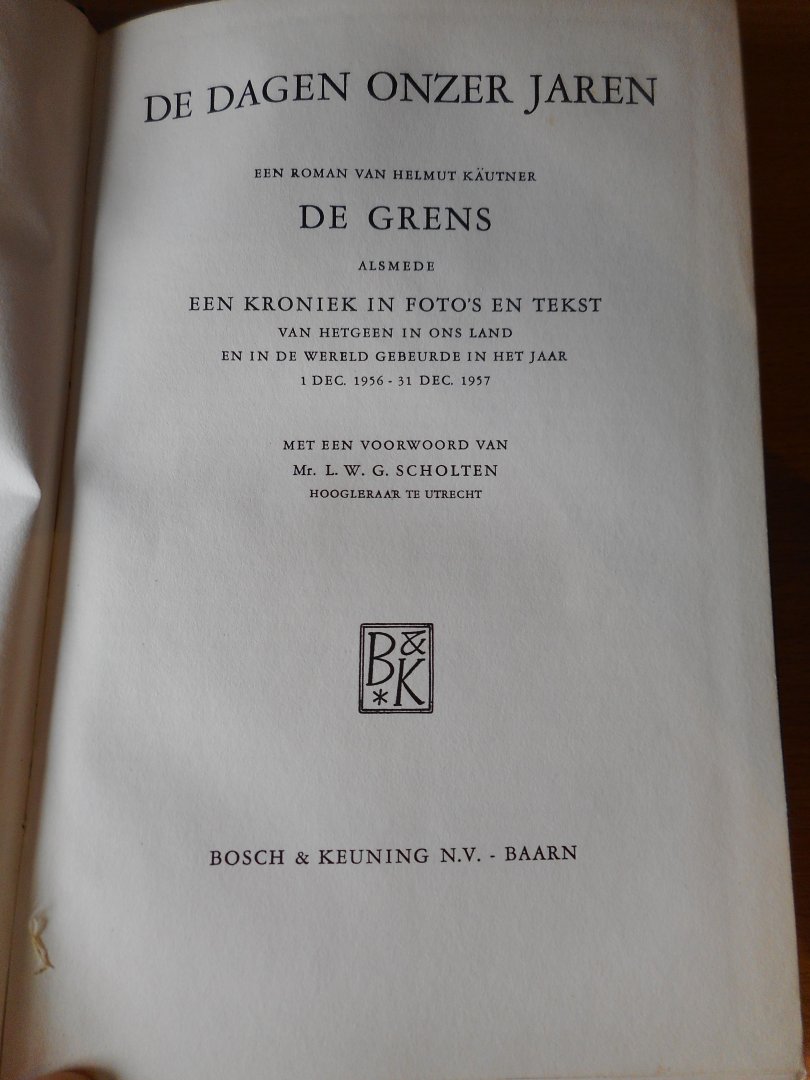 DE DAGEN ONZER JAREN
EEN ROMAN VAN HELMUT KÄUTNER
DE GRENS
ALSMEDE
EEN KRONIEK IN FOTO'S EN TEKST
VAN HETGEEN IN ONS LAND
EN IN DE WERELD GEBEURDE IN HET JAAR
1 DEC. 1956 - 31 DEC. 1957
MET EEN VOORWOORD VAN
Mr. L. W. G. SCHOLTEN
HOOGLERAAR TE UTRECHT
B&K
*
BOSCH & KEUNING N.V. - BAARN